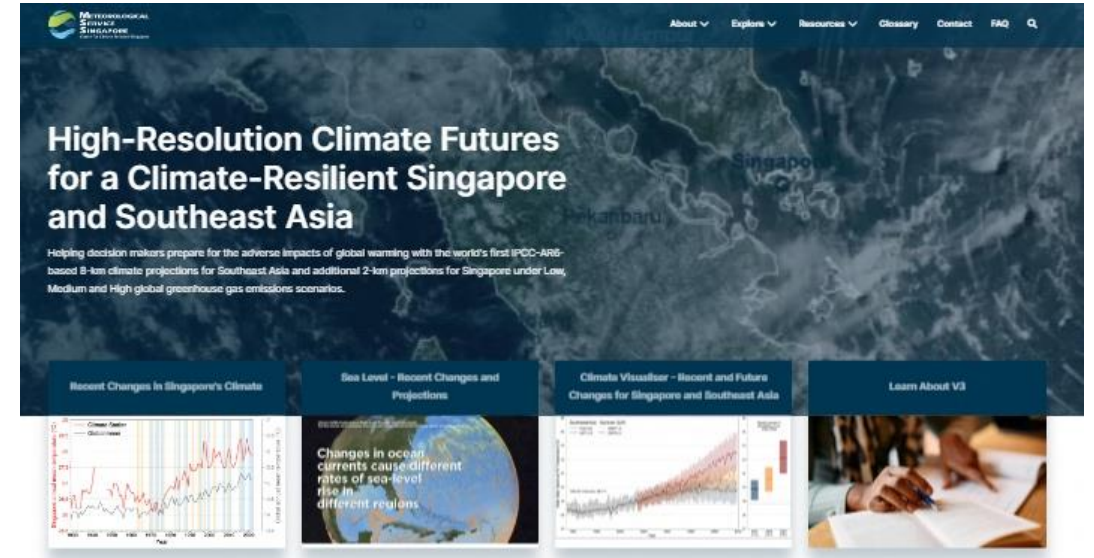 METEOROLOGICAL
SERVICE
SINGAPORE
About
Explore
Resources
Glossary
Contact
FAQ
Singapore
Pekanbaru
High-Resolution Climate Futures
for a Climate-Resilient Singapore
and Southeast Asia
Helping decision makers prepare for the adverse impacts of global warming with the world's first IPCC-AR6-
based 8-km climate projections for Southeast Asia and additional 2-km projections for Singapore under Low,
Medium and High global greenhouse gas emissions scenarios.
Recent Changes in Singapore's Climate
Sea Level - Recent Changes and
Projections
Climate Visualiser - Recent and Future
Changes for Singapore and Southeast Asia
Learn About V3
Climate Station
Global mean
Year
Changes in ocean
currents cause different
rates of sea-level
rise in
different regions